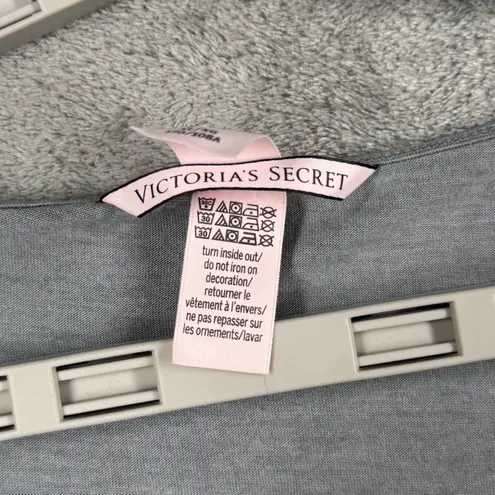 VICTORIA'S SECRET
30
30
30
turn inside out/
do not iron on
decoration/
retourner le
vêtement à l'envers/
ne pas repasser sur
les ornements/lavar